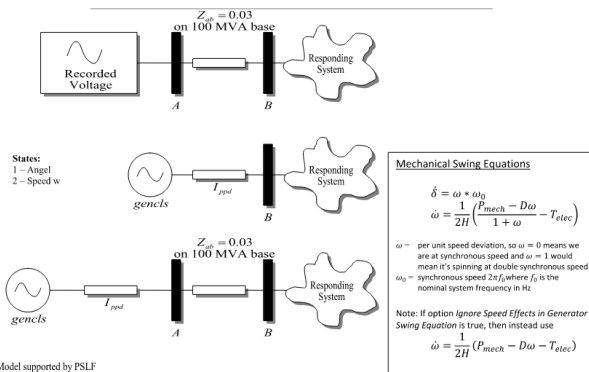 Z_ab = 0.03
on 100 MVA base
Recorded
Voltage
Responding
System
A
B
States:
1 – Angel
2 – Speed w
gencls
I_ppd
B
Responding
System
Z_ab = 0.03
on 100 MVA base
gencls
I_ppd
A
B
Responding
System
Model supported by PSLF
Mechanical Swing Equations
δ̇ = ω * ω₀
ω̇ = 1/2H (P_mech − Dω / 1 + ω − T_elec)
ω = per unit speed deviation, so ω = 0 means we
are at synchronous speed and ω = 1 would
mean it's spinning at double synchronous speed
ω₀ = synchronous speed 2πf₀ where f₀ is the
nominal system frequency in Hz
Note: If option Ignore Speed Effects in Generator
Swing Equation is true, then instead use
ω̇ = 1/2H (P_mech − Dω − T_elec)